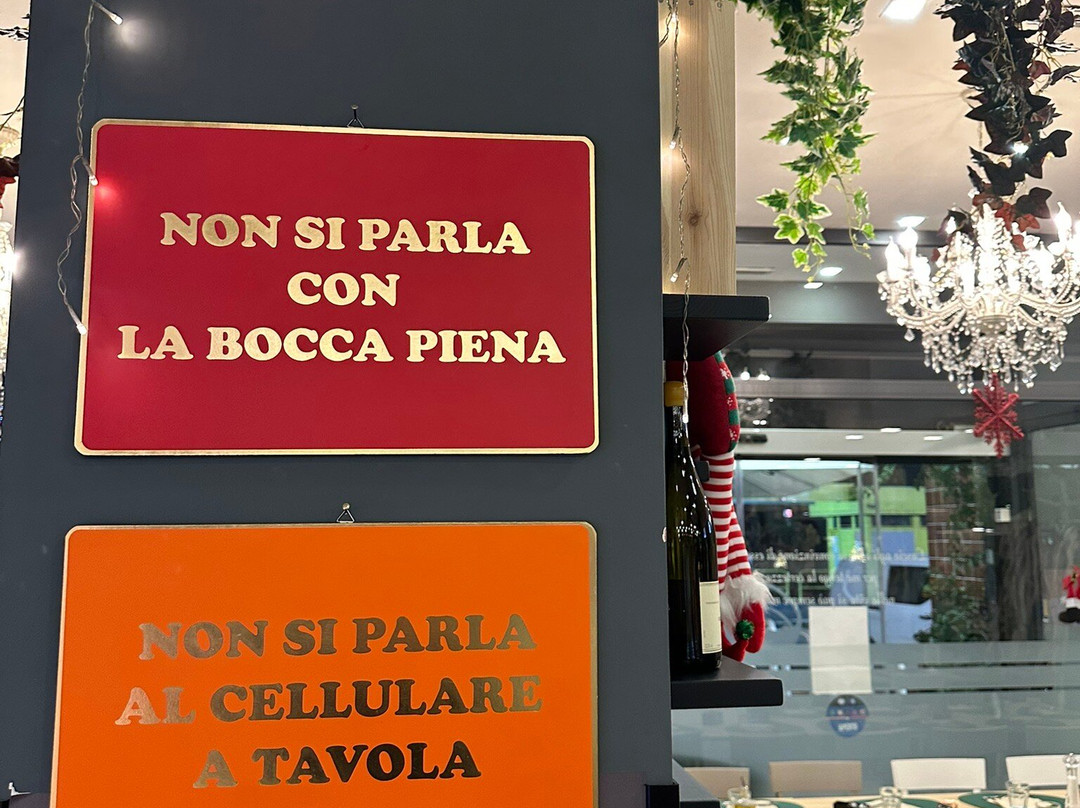 NON SI PARLA
CON
LA BOCCA PIENA
NON SI PARLA
AL CELLULARE
A TAVOLA